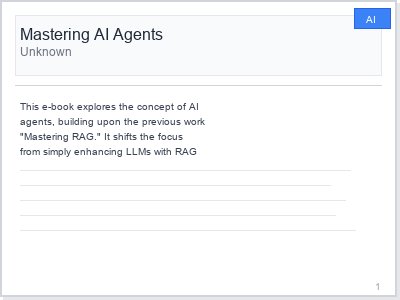 AI
Mastering AI Agents
Unknown
This e-book explores the concept of AI
agents, building upon the previous work
"Mastering RAG." It shifts the focus
from simply enhancing LLMs with RAG
1